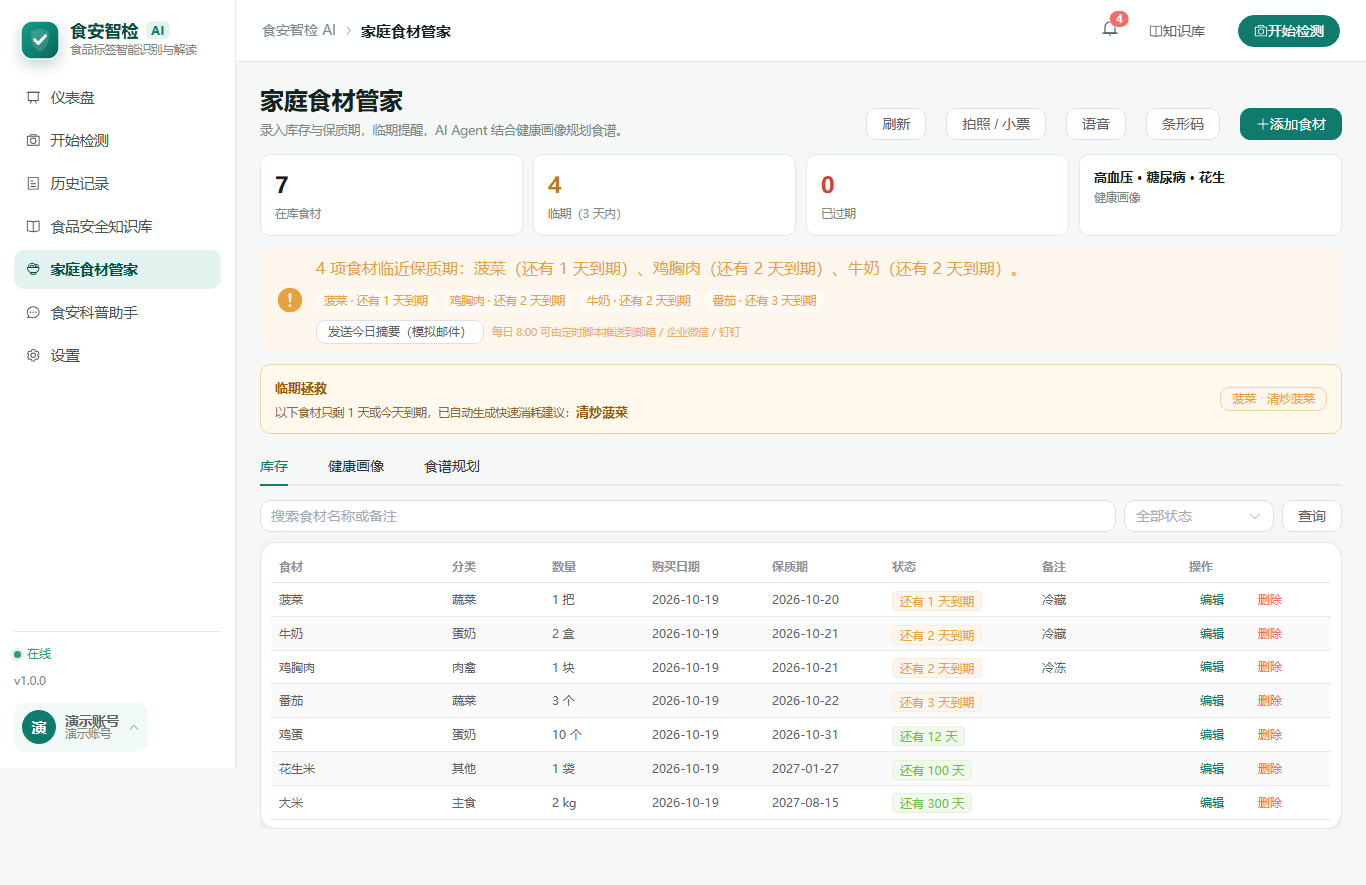 食安智检 AI
食品标签智能识别与解读
仪表盘
开始检测
历史记录
食品安全知识库
家庭食材管家
食安科普助手
设置
在线
v1.0.0
演 演示账号
演示账号
食安智检 AI > 家庭食材管家
4
知识库
开始检测
家庭食材管家
录入库存与保质期，临期提醒，AI Agent 结合健康画像规划食谱。
刷新 拍照 / 小票 语音 条形码 +添加食材
7
在库食材
4
临期（3 天内）
0
已过期
高血压 • 糖尿病 • 花生
健康画像
4 项食材临近保质期：菠菜（还有 1 天到期）、鸡胸肉（还有 2 天到期）、牛奶（还有 2 天到期）。
菠菜 · 还有 1 天到期 鸡胸肉 · 还有 2 天到期 牛奶 · 还有 2 天到期 番茄 · 还有 3 天到期
发送今日摘要（模拟邮件） 每日 8:00 可由定时脚本推送到邮箱 / 企业微信 / 钉钉
临期拯救
以下食材只剩 1 天或今天到期，已自动生成快速消耗建议：清炒菠菜
菠菜 · 清炒菠菜
库存 健康画像 食谱规划
搜索食材名称或备注 全部状态 查询
食材 分类 数量 购买日期 保质期 状态 备注 操作
菠菜 蔬菜 1 把 2026-10-19 2026-10-20 还有 1 天到期 冷藏 编辑 删除
牛奶 蛋奶 2 盒 2026-10-19 2026-10-21 还有 2 天到期 冷藏 编辑 删除
鸡胸肉 肉禽 1 块 2026-10-19 2026-10-21 还有 2 天到期 冷冻 编辑 删除
番茄 蔬菜 3 个 2026-10-19 2026-10-22 还有 3 天到期 编辑 删除
鸡蛋 蛋奶 10 个 2026-10-19 2026-10-31 还有 12 天 编辑 删除
花生米 其他 1 袋 2026-10-19 2027-01-27 还有 100 天 编辑 删除
大米 主食 2 kg 2026-10-19 2027-08-15 还有 300 天 编辑 删除